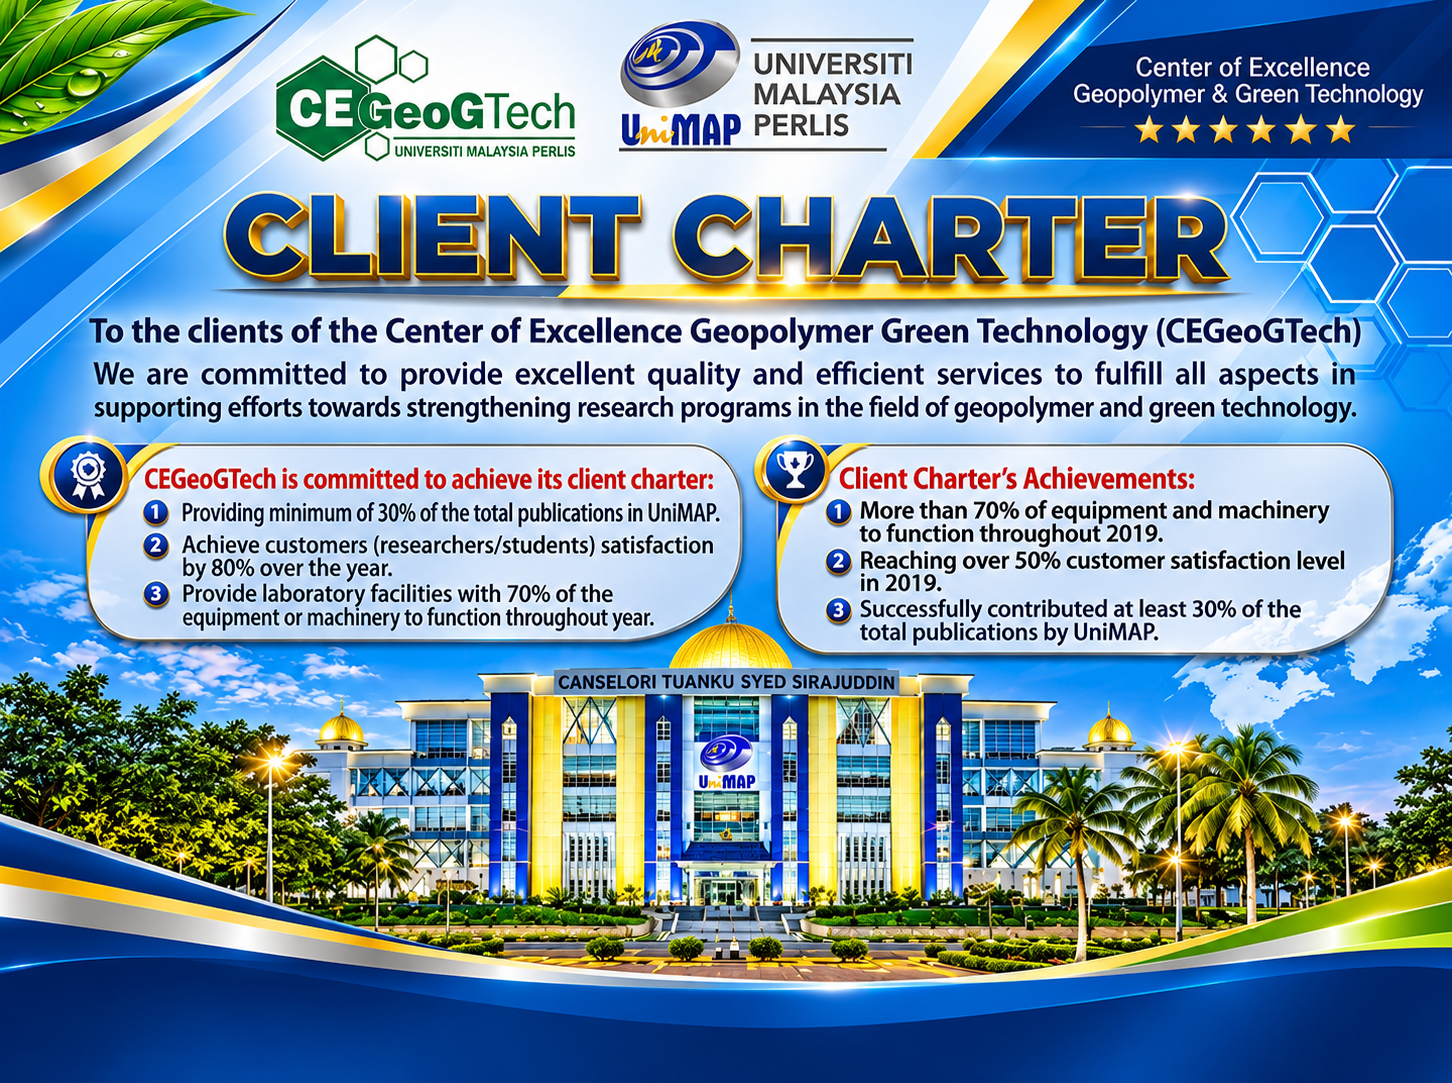 CEGeoGTech
UNIVERSITI MALAYSIA PERLIS
UniMAP
UNIVERSITI
MALAYSIA
PERLIS
Center of Excellence
Geopolymer & Green Technology
CLIENT CHARTER
To the clients of the Center of Excellence Geopolymer Green Technology (CEGeoGTech)
We are committed to provide excellent quality and efficient services to fulfill all aspects in
supporting efforts towards strengthening research programs in the field of geopolymer and green technology.
CEGeoGTech is committed to achieve its client charter:
1 Providing minimum of 30% of the total publications in UniMAP.
2 Achieve customers (researchers/students) satisfaction
by 80% over the year.
3 Provide laboratory facilities with 70% of the
equipment or machinery to function throughout year.
Client Charter's Achievements:
1 More than 70% of equipment and machinery
to function throughout 2019.
2 Reaching over 50% customer satisfaction level
in 2019.
3 Successfully contributed at least 30% of the
total publications by UniMAP.
CANSELORI TUANKU SYED SIRAJUDDIN
UniMAP